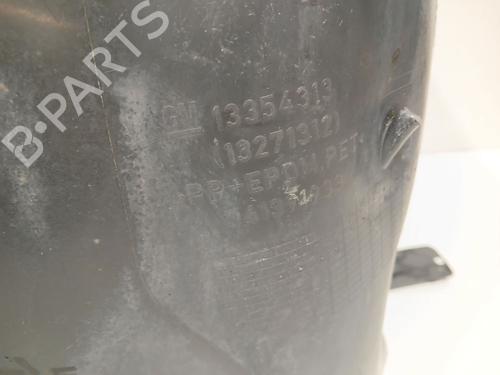 GM 13354313
(13271312)
>PP+EPDM,PET<
B-PARTS